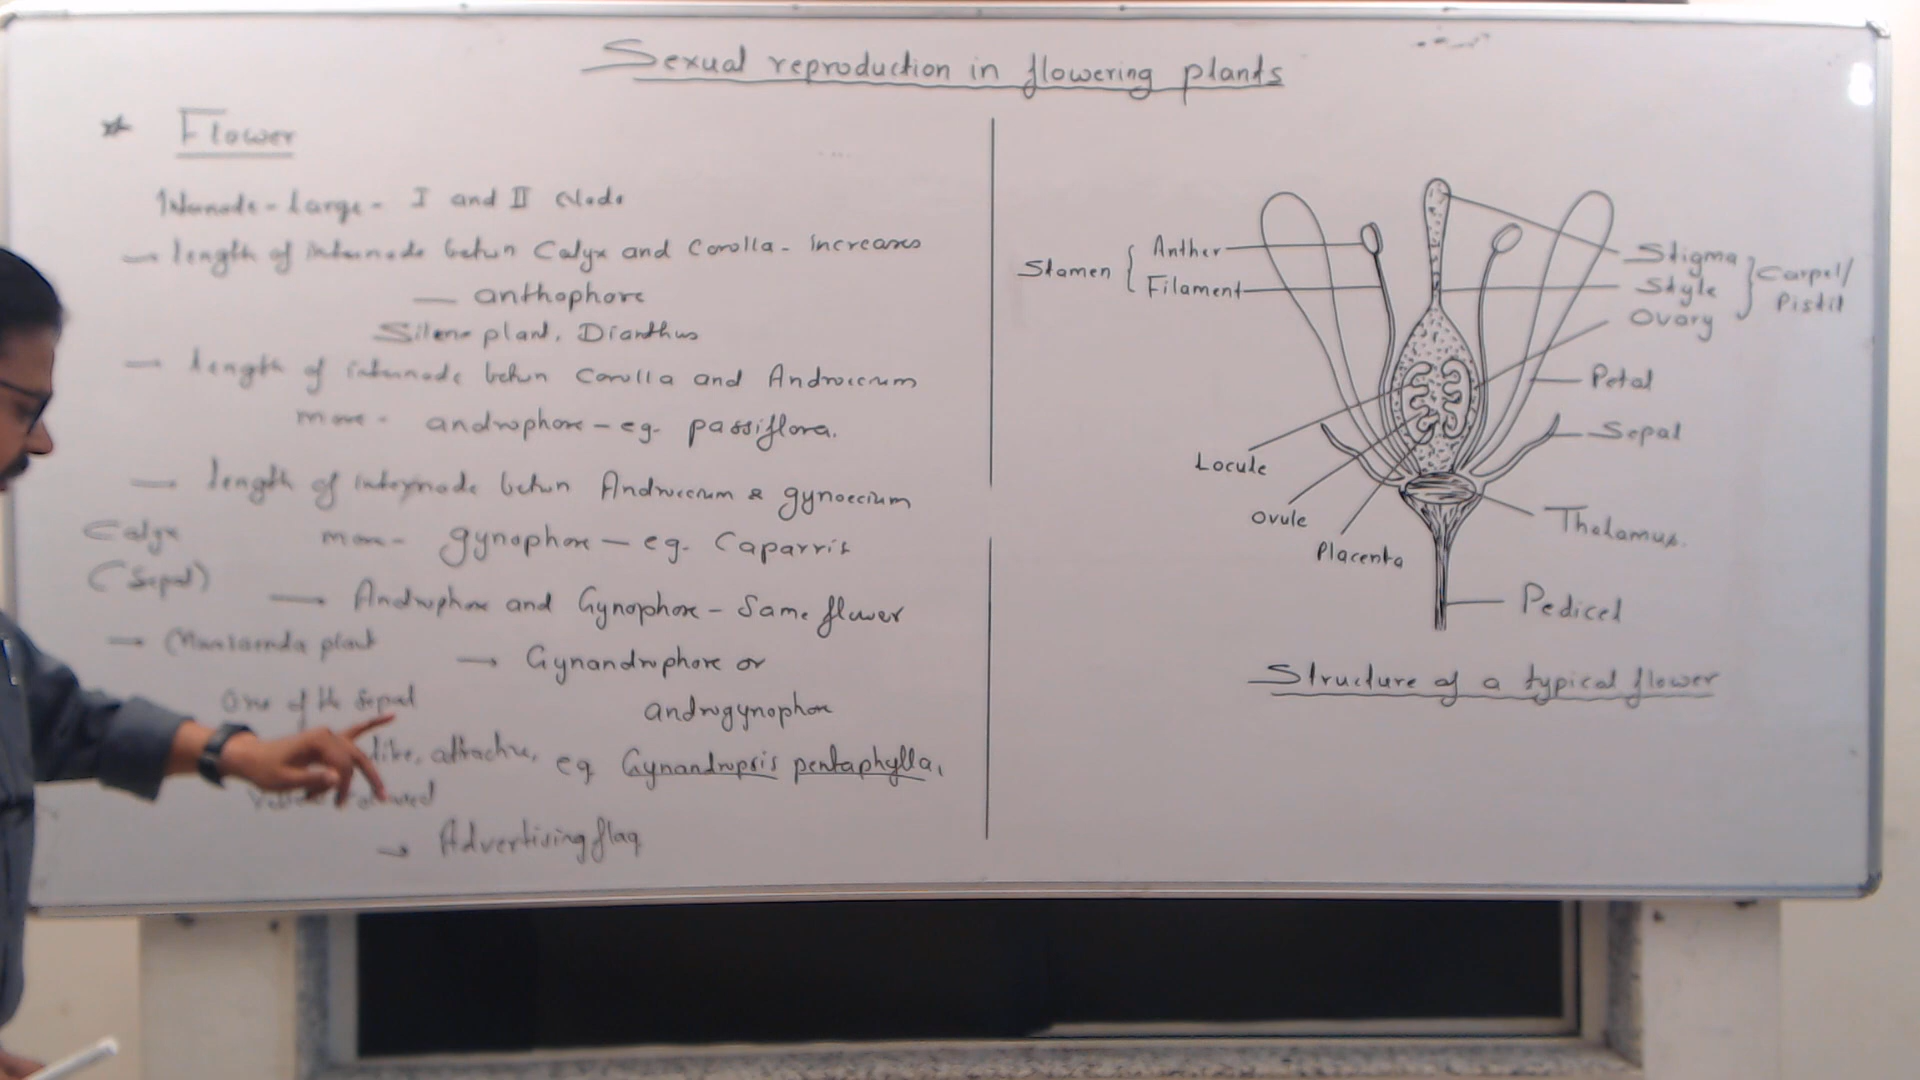 Sexual reproduction in flowering plants
* Flower
Internode - Large - I and II Node
— length of internode betwn Calyx and Corolla - increases
— anthophore
Silene plant, Dianthus
— length of internode betwn Corolla and Androecium
more - androphore - eg. passiflora.
— length of internode betwn Androecium & gynoecium
more - gynophore - eg. Capparis
— Androphore and Gynophore - Same flower
→ Gynandrophore or
androgynophore
eg Gynandropsis pentaphylla,
Calyx
(Sepal)
→ Mussaenda plant
One of the sepal
like, attractive,
→ Advertising flag
Stamen { Anther
Filament
Stigma } Carpel/
Style Pistil
Ovary
Petal
Sepal
Locule
Ovule
Placenta
Thalamus.
Pedicel
Structure of a typical flower